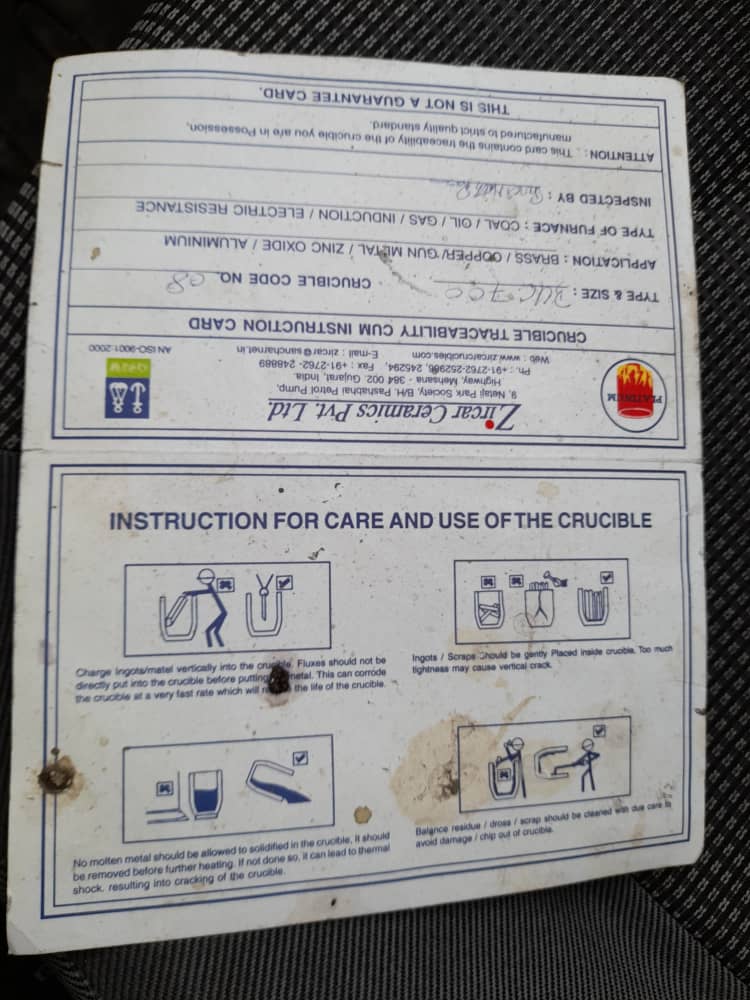 PLATINUM
Zircar Ceramics Pvt. Ltd
9, Netaji Park Society, B/H. Pashabhai Petrol Pump,
Highway, Mehsana - 384 002. Gujarat, India.
Ph.: +91-2762-252986, 245294, Fax : +91-2762- 248889
Web : www.zircarcrucibles.com E-mail : zircar@sancharnet.in
AN ISO-9001-2000
CRUCIBLE TRACEABILITY CUM INSTRUCTION CARD
TYPE & SIZE : 700 CRUCIBLE CODE NO. 08
APPLICATION : BRASS / COPPER/ GUN METAL / ZINC OXIDE / ALUMINIUM
TYPE OF FURNACE : COAL / OIL / GAS / INDUCTION / ELECTRIC RESISTANCE
INSPECTED BY :
ATTENTION : This card contains the traceability of the crucible you are in Possession,
manufactured to strict quality standard.
THIS IS NOT A GUARANTEE CARD.
INSTRUCTION FOR CARE AND USE OF THE CRUCIBLE
Charge Ingots/matel vertically into the crucible. Fluxes should not be
directly put into the crucible before putting metal. This can corrode
the crucible at a very fast rate which will the life of the crucible.
Ingots / Scraps Should be gently Placed inside crucible. Too much
tightness may cause vertical crack.
No molten metal should be allowed to solidified in the crucible, It should
be removed before further heating. If not done so, it can lead to thermal
shock. resulting into cracking of the crucible.
Balance residue / dross / scrap should be cleaned with due care to
avoid damage / chip out of crucible.